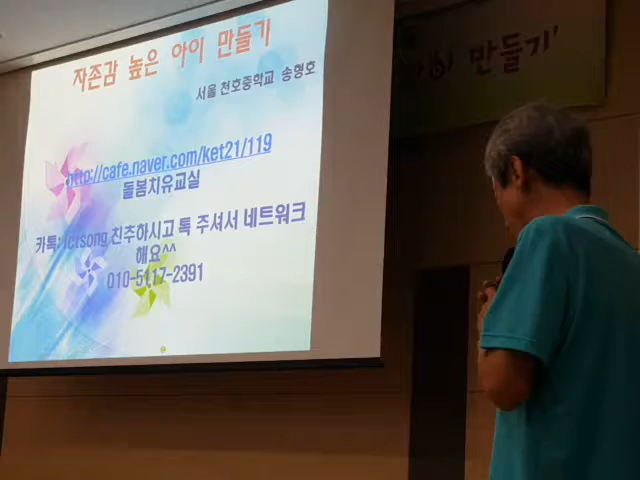 자존감 높은 아이 만들기
서울 천호중학교 송형호
http://cafe.naver.com/ket21/119
돌봄치유교실
카톡: lctsong 친추하시고 톡 주셔서 네트워크
해요^^
010-5117-2391
만들기'